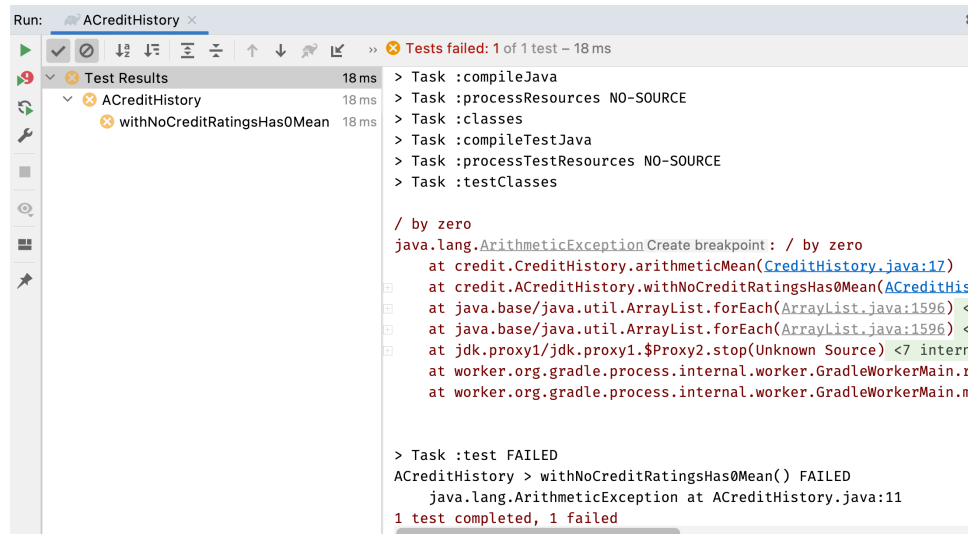 Run: ACreditHistory
Tests failed: 1 of 1 test – 18 ms
Test Results 18 ms
ACreditHistory 18 ms
withNoCreditRatingsHas0Mean 18 ms
> Task :compileJava
> Task :processResources NO-SOURCE
> Task :classes
> Task :compileTestJava
> Task :processTestResources NO-SOURCE
> Task :testClasses
/ by zero
java.lang.ArithmeticException Create breakpoint : / by zero
at credit.CreditHistory.arithmeticMean(CreditHistory.java:17)
at credit.ACreditHistory.withNoCreditRatingsHas0Mean(ACreditHis
at java.base/java.util.ArrayList.forEach(ArrayList.java:1596) <
at java.base/java.util.ArrayList.forEach(ArrayList.java:1596) <
at jdk.proxy1/jdk.proxy1.$Proxy2.stop(Unknown Source) <7 intern
at worker.org.gradle.process.internal.worker.GradleWorkerMain.r
at worker.org.gradle.process.internal.worker.GradleWorkerMain.m
> Task :test FAILED
ACreditHistory > withNoCreditRatingsHas0Mean() FAILED
java.lang.ArithmeticException at ACreditHistory.java:11
1 test completed, 1 failed